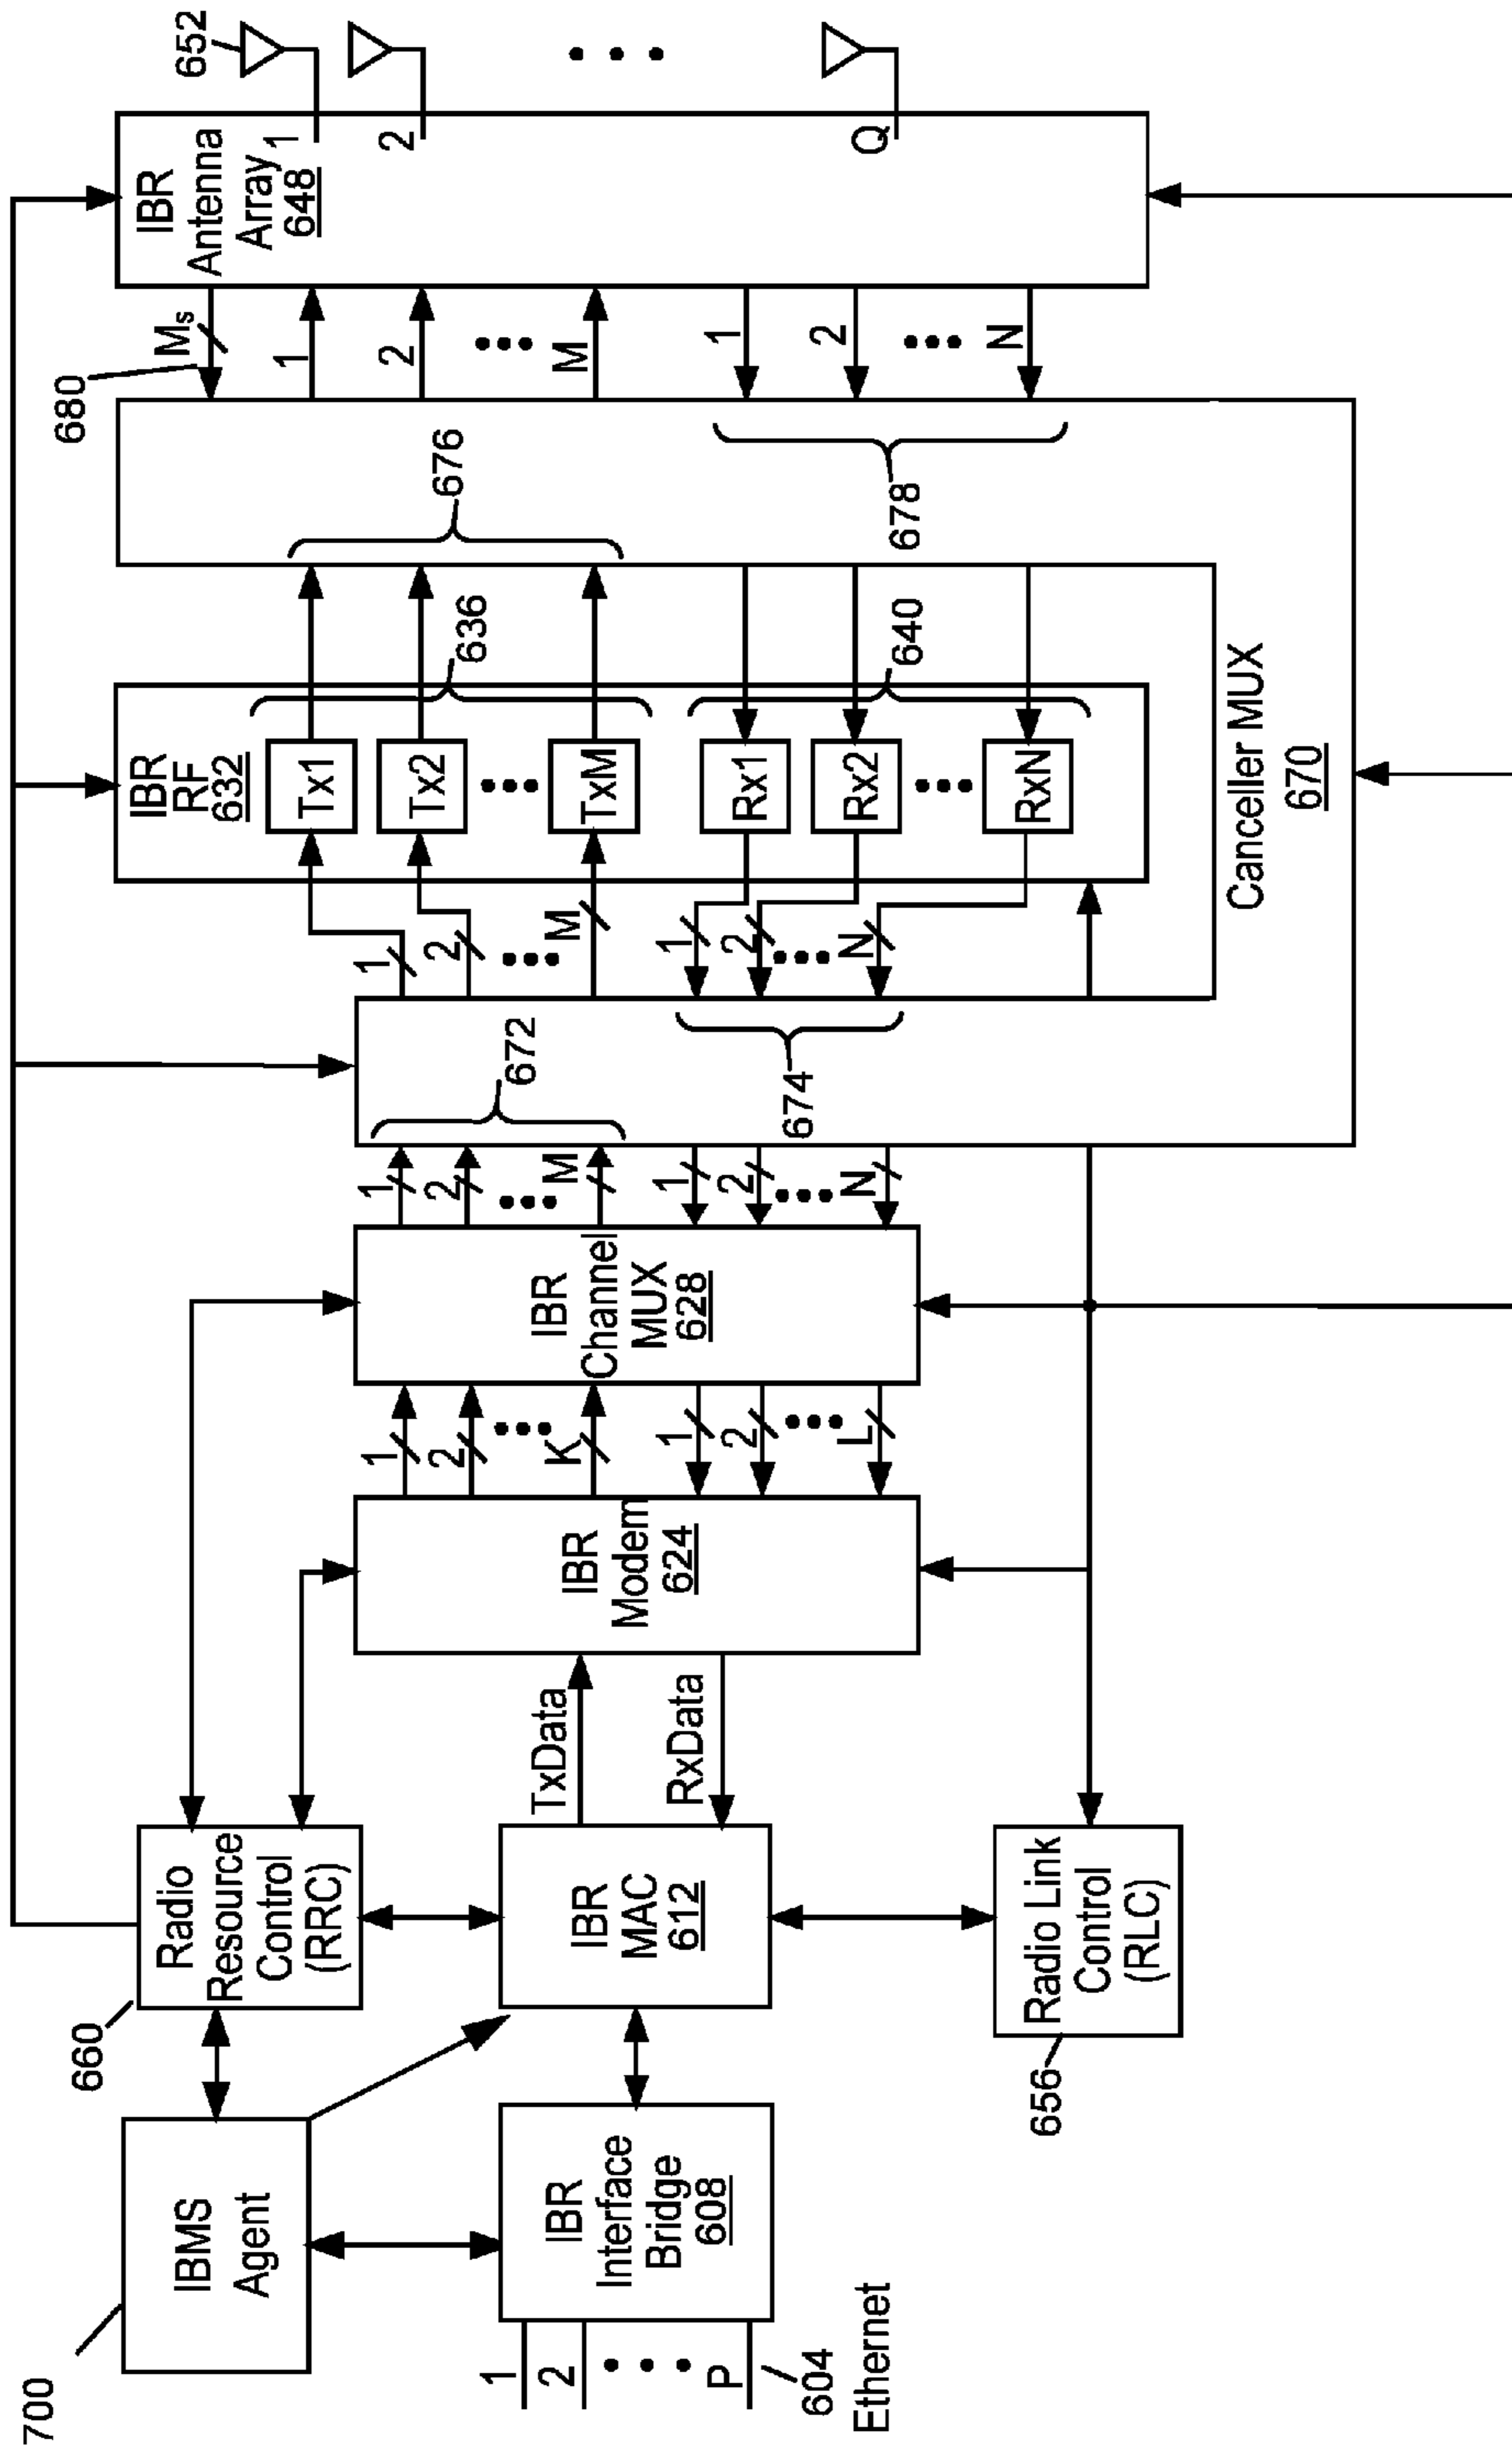 700
IBMS
Agent
660
Radio
Resource
Control
(RRC)
1
2
P
604
Ethernet
IBR
Interface
Bridge
608
IBR
MAC
612
656
Radio Link
Control
(RLC)
TxData
RxData
IBR
Modem
624
1
2
K
1
2
L
IBR
Channel
MUX
628
1
2
M
1
2
N
672
674
1
2
M
1
2
N
IBR
RF
632
Tx1
Tx2
TxM
Rx1
Rx2
RxN
636
640
676
678
Canceller MUX
670
680
Ms
1
2
M
1
2
N
IBR
Antenna
Array
648
1
2
Q
652